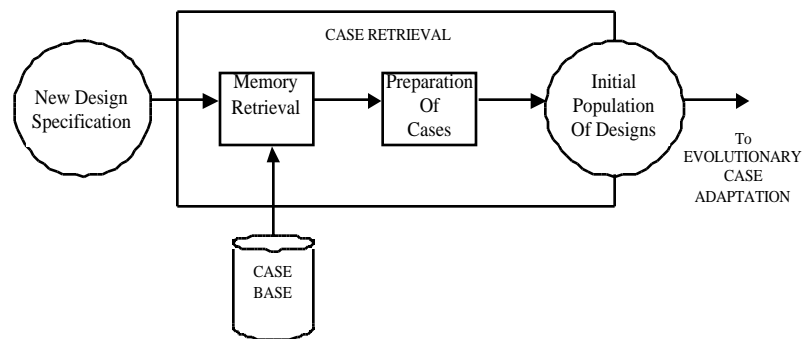 CASE RETRIEVAL
New Design
Specification
Memory
Retrieval
Preparation
Of
Cases
Initial
Population
Of Designs
To
EVOLUTIONARY
CASE
ADAPTATION
CASE
BASE